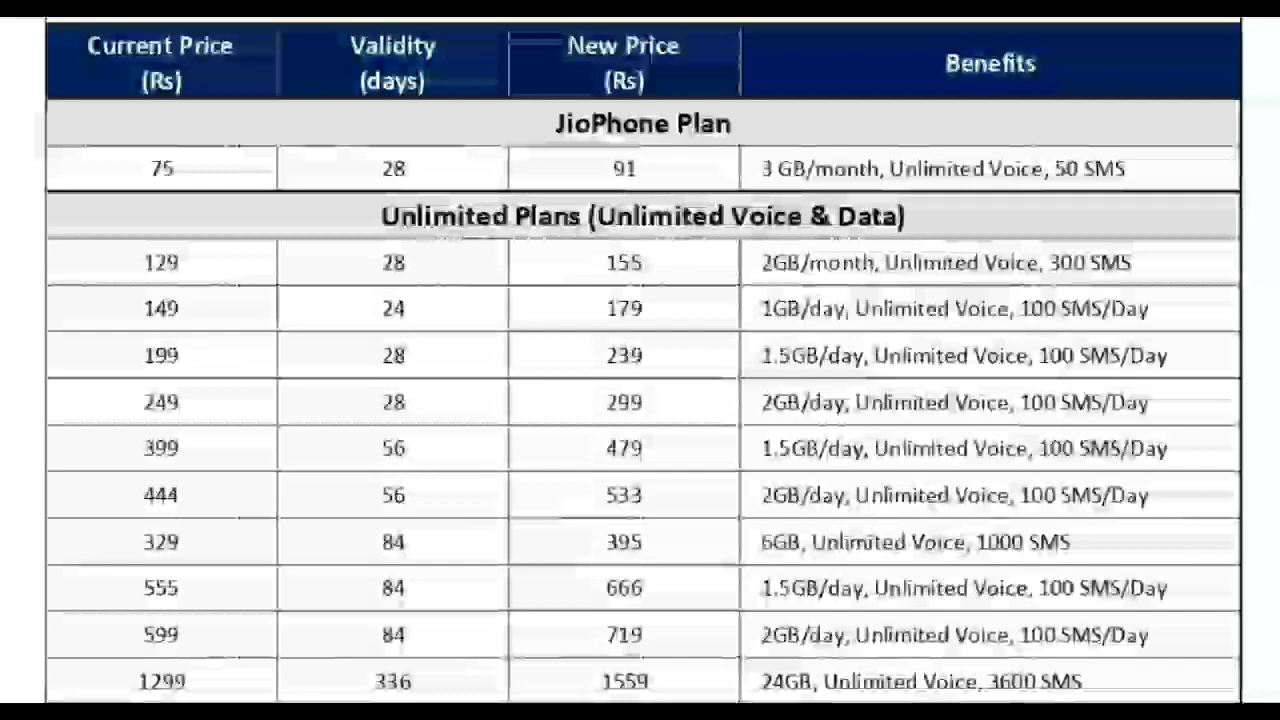 Current Price (Rs) Validity (days) New Price (Rs) Benefits
JioPhone Plan
75 28 91 3 GB/month, Unlimited Voice, 50 SMS
Unlimited Plans (Unlimited Voice & Data)
129 28 155 2GB/month, Unlimited Voice, 300 SMS
149 24 179 1GB/day, Unlimited Voice, 100 SMS/Day
199 28 239 1.5GB/day, Unlimited Voice, 100 SMS/Day
249 28 299 2GB/day, Unlimited Voice, 100 SMS/Day
399 56 479 1.5GB/day, Unlimited Voice, 100 SMS/Day
444 56 533 2GB/day, Unlimited Voice, 100 SMS/Day
329 84 395 6GB, Unlimited Voice, 1000 SMS
555 84 666 1.5GB/day, Unlimited Voice, 100 SMS/Day
599 84 719 2GB/day, Unlimited Voice, 100 SMS/Day
1299 336 1559 24GB, Unlimited Voice, 3600 SMS